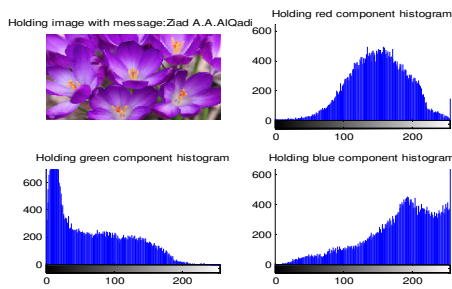 Holding image with message:Ziad A.A.AlQadi
Holding red component histogram
600
400
200
0
0 100 200
Holding green component histogram
600
400
200
0
0 100 200
Holding blue component histogram
600
400
200
0
0 100 200